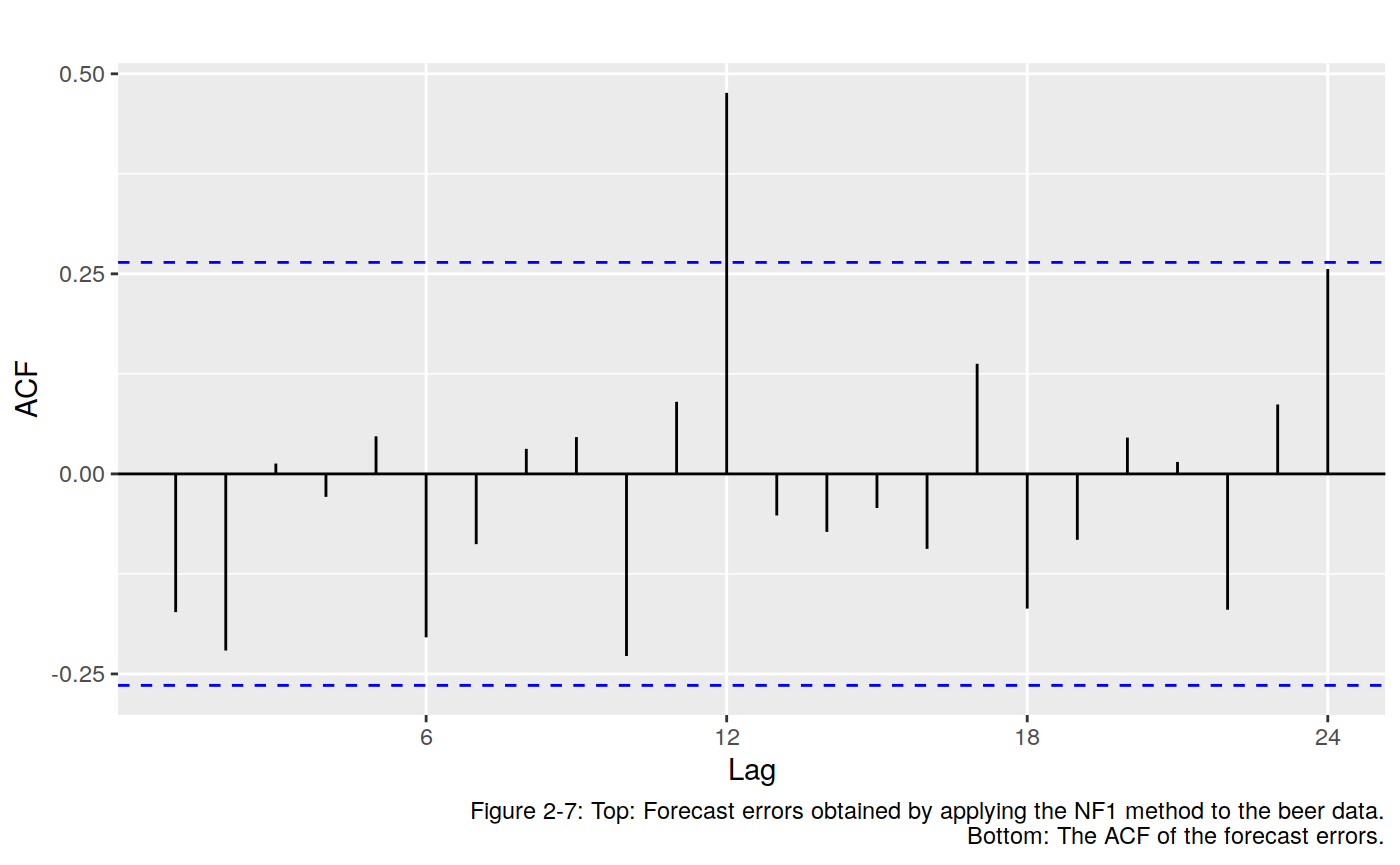 0.50
0.25
0.00
-0.25
ACF
6 12 18 24
Lag
Figure 2-7: Top: Forecast errors obtained by applying the NF1 method to the beer data.
Bottom: The ACF of the forecast errors.